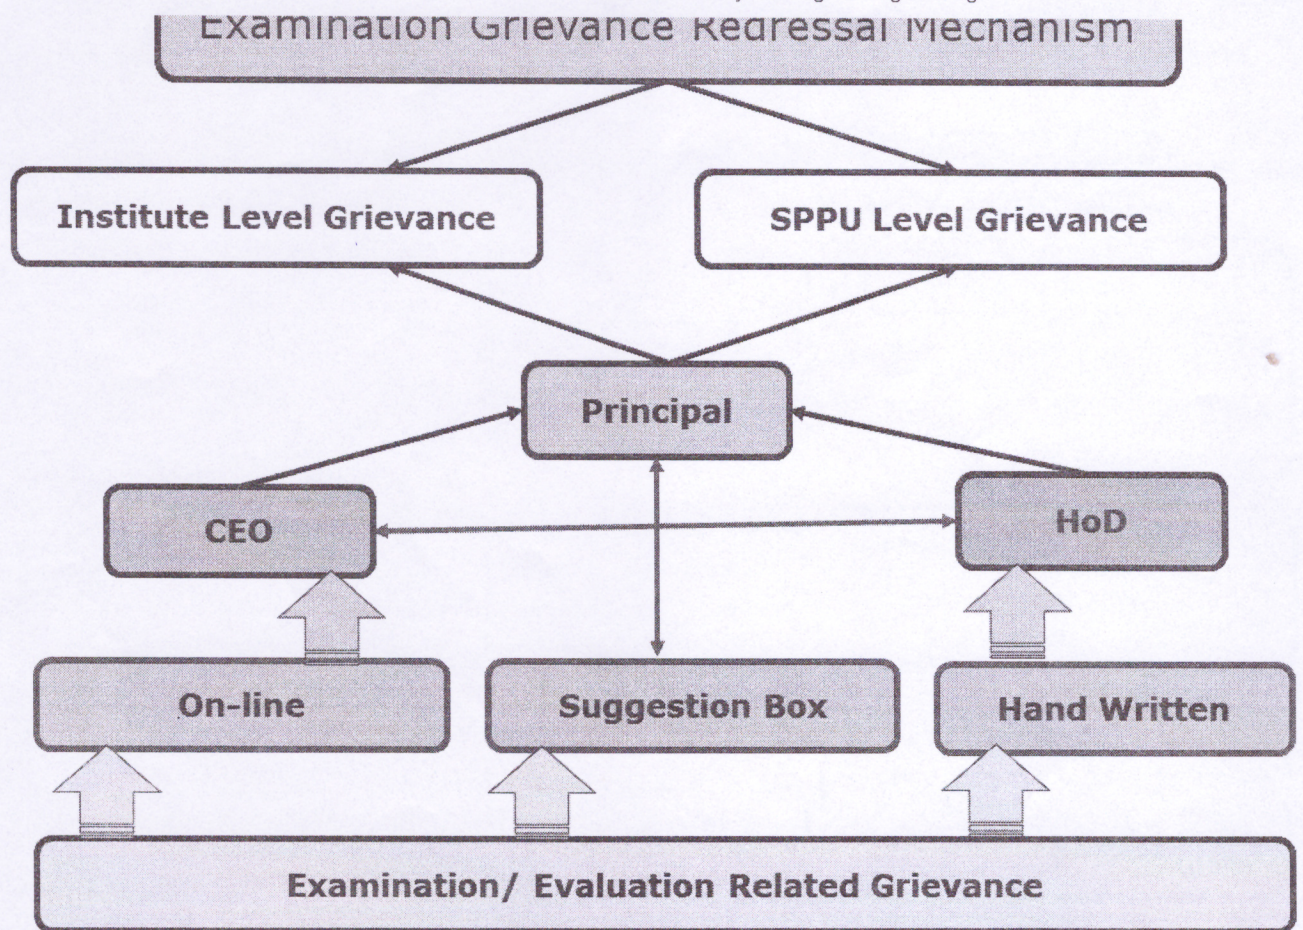 Examination Grievance Redressal Mechanism
Institute Level Grievance
SPPU Level Grievance
Principal
CEO
HoD
On-line
Suggestion Box
Hand Written
Examination/ Evaluation Related Grievance